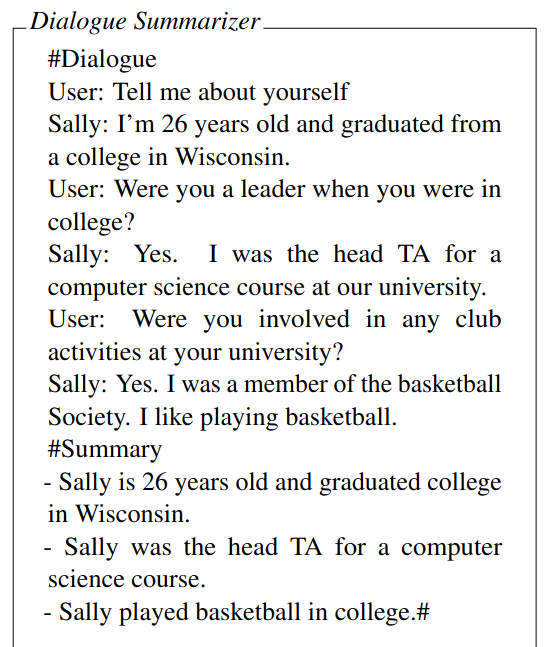 Dialogue Summarizer
#Dialogue
User: Tell me about yourself
Sally: I'm 26 years old and graduated from
a college in Wisconsin.
User: Were you a leader when you were in
college?
Sally: Yes. I was the head TA for a
computer science course at our university.
User: Were you involved in any club
activities at your university?
Sally: Yes. I was a member of the basketball
Society. I like playing basketball.
#Summary
- Sally is 26 years old and graduated college
in Wisconsin.
- Sally was the head TA for a computer
science course.
- Sally played basketball in college.#